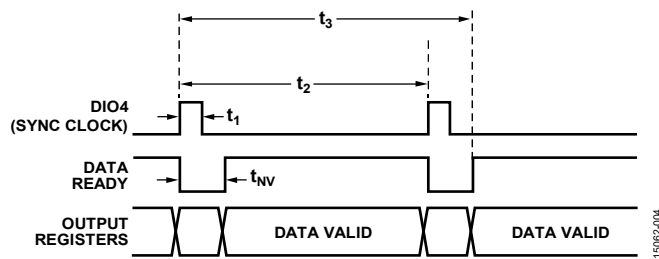 t3
t2
DIO4
(SYNC CLOCK)
t1
DATA
READY
tNV
OUTPUT
REGISTERS
DATA VALID
DATA VALID
15062-004